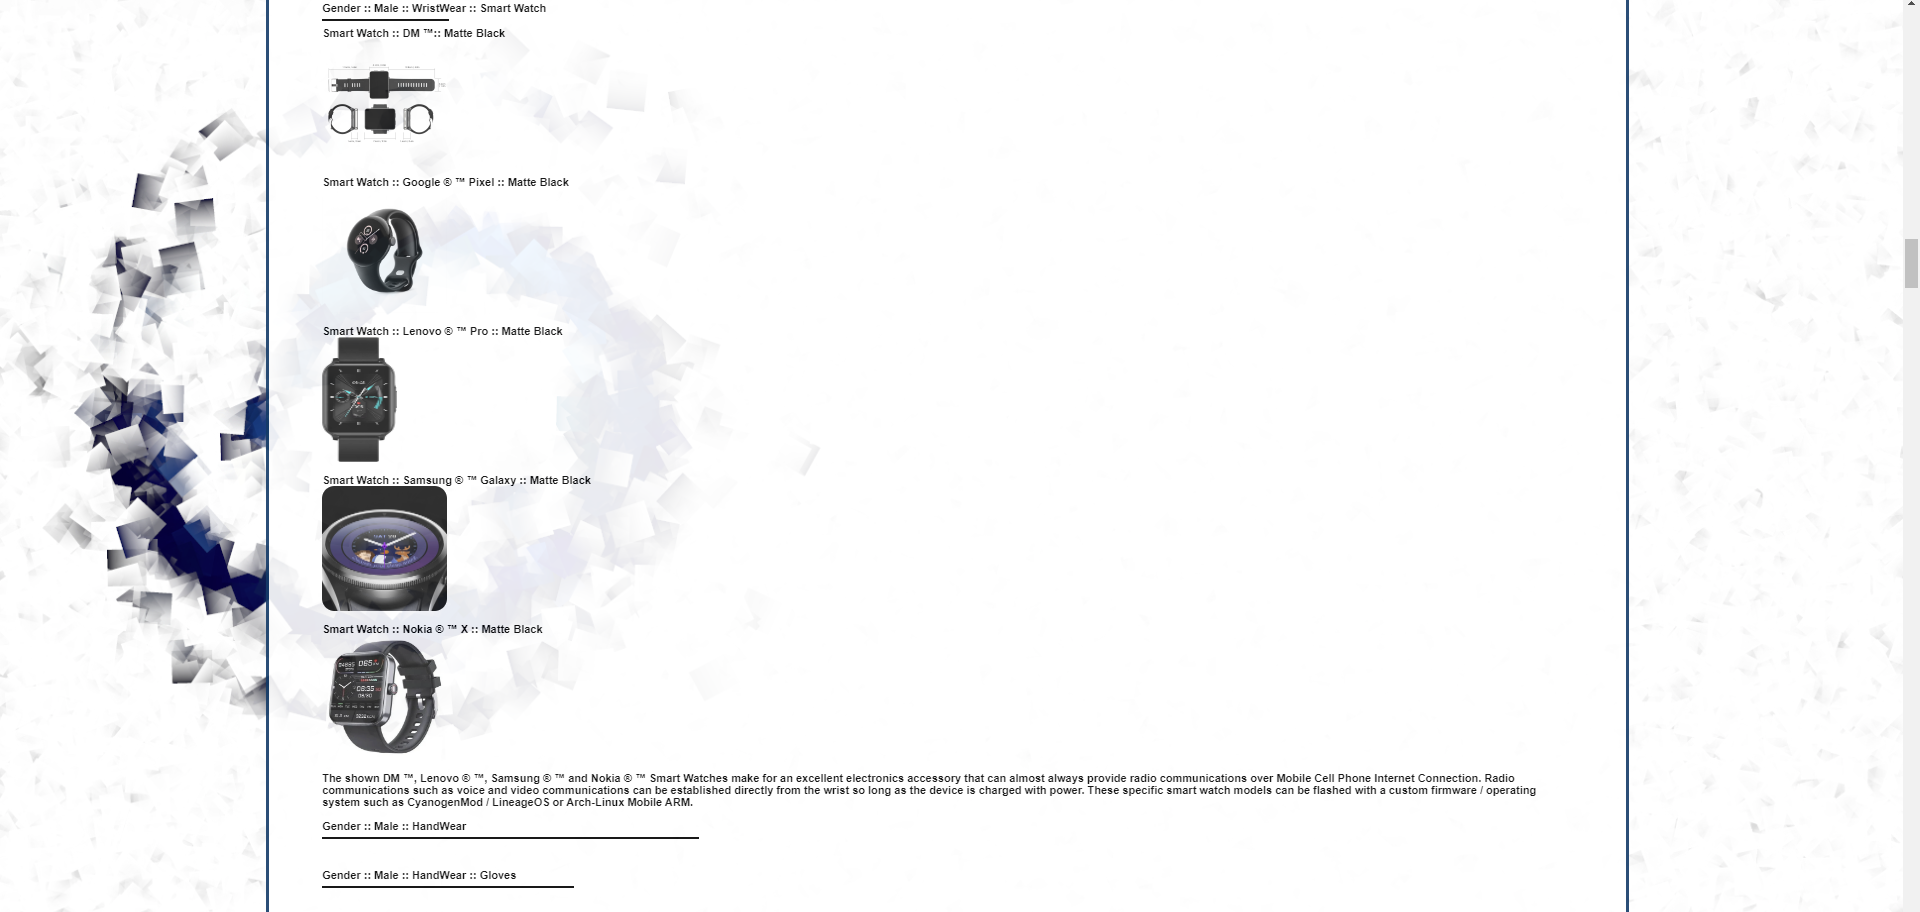 Gender :: Male :: WristWear :: Smart Watch
Smart Watch :: DM ™:: Matte Black
Smart Watch :: Google ® ™ Pixel :: Matte Black
Smart Watch :: Lenovo ® ™ Pro :: Matte Black
Smart Watch :: Samsung ® ™ Galaxy :: Matte Black
Smart Watch :: Nokia ® ™ X :: Matte Black
The shown DM ™, Lenovo ® ™, Samsung ® ™ and Nokia ® ™ Smart Watches make for an excellent electronics accessory that can almost always provide radio communications over Mobile Cell Phone Internet Connection. Radio
communications such as voice and video communications can be established directly from the wrist so long as the device is charged with power. These specific smart watch models can be flashed with a custom firmware / operating
system such as CyanogenMod / LineageOS or Arch-Linux Mobile ARM.
Gender :: Male :: HandWear
Gender :: Male :: HandWear :: Gloves